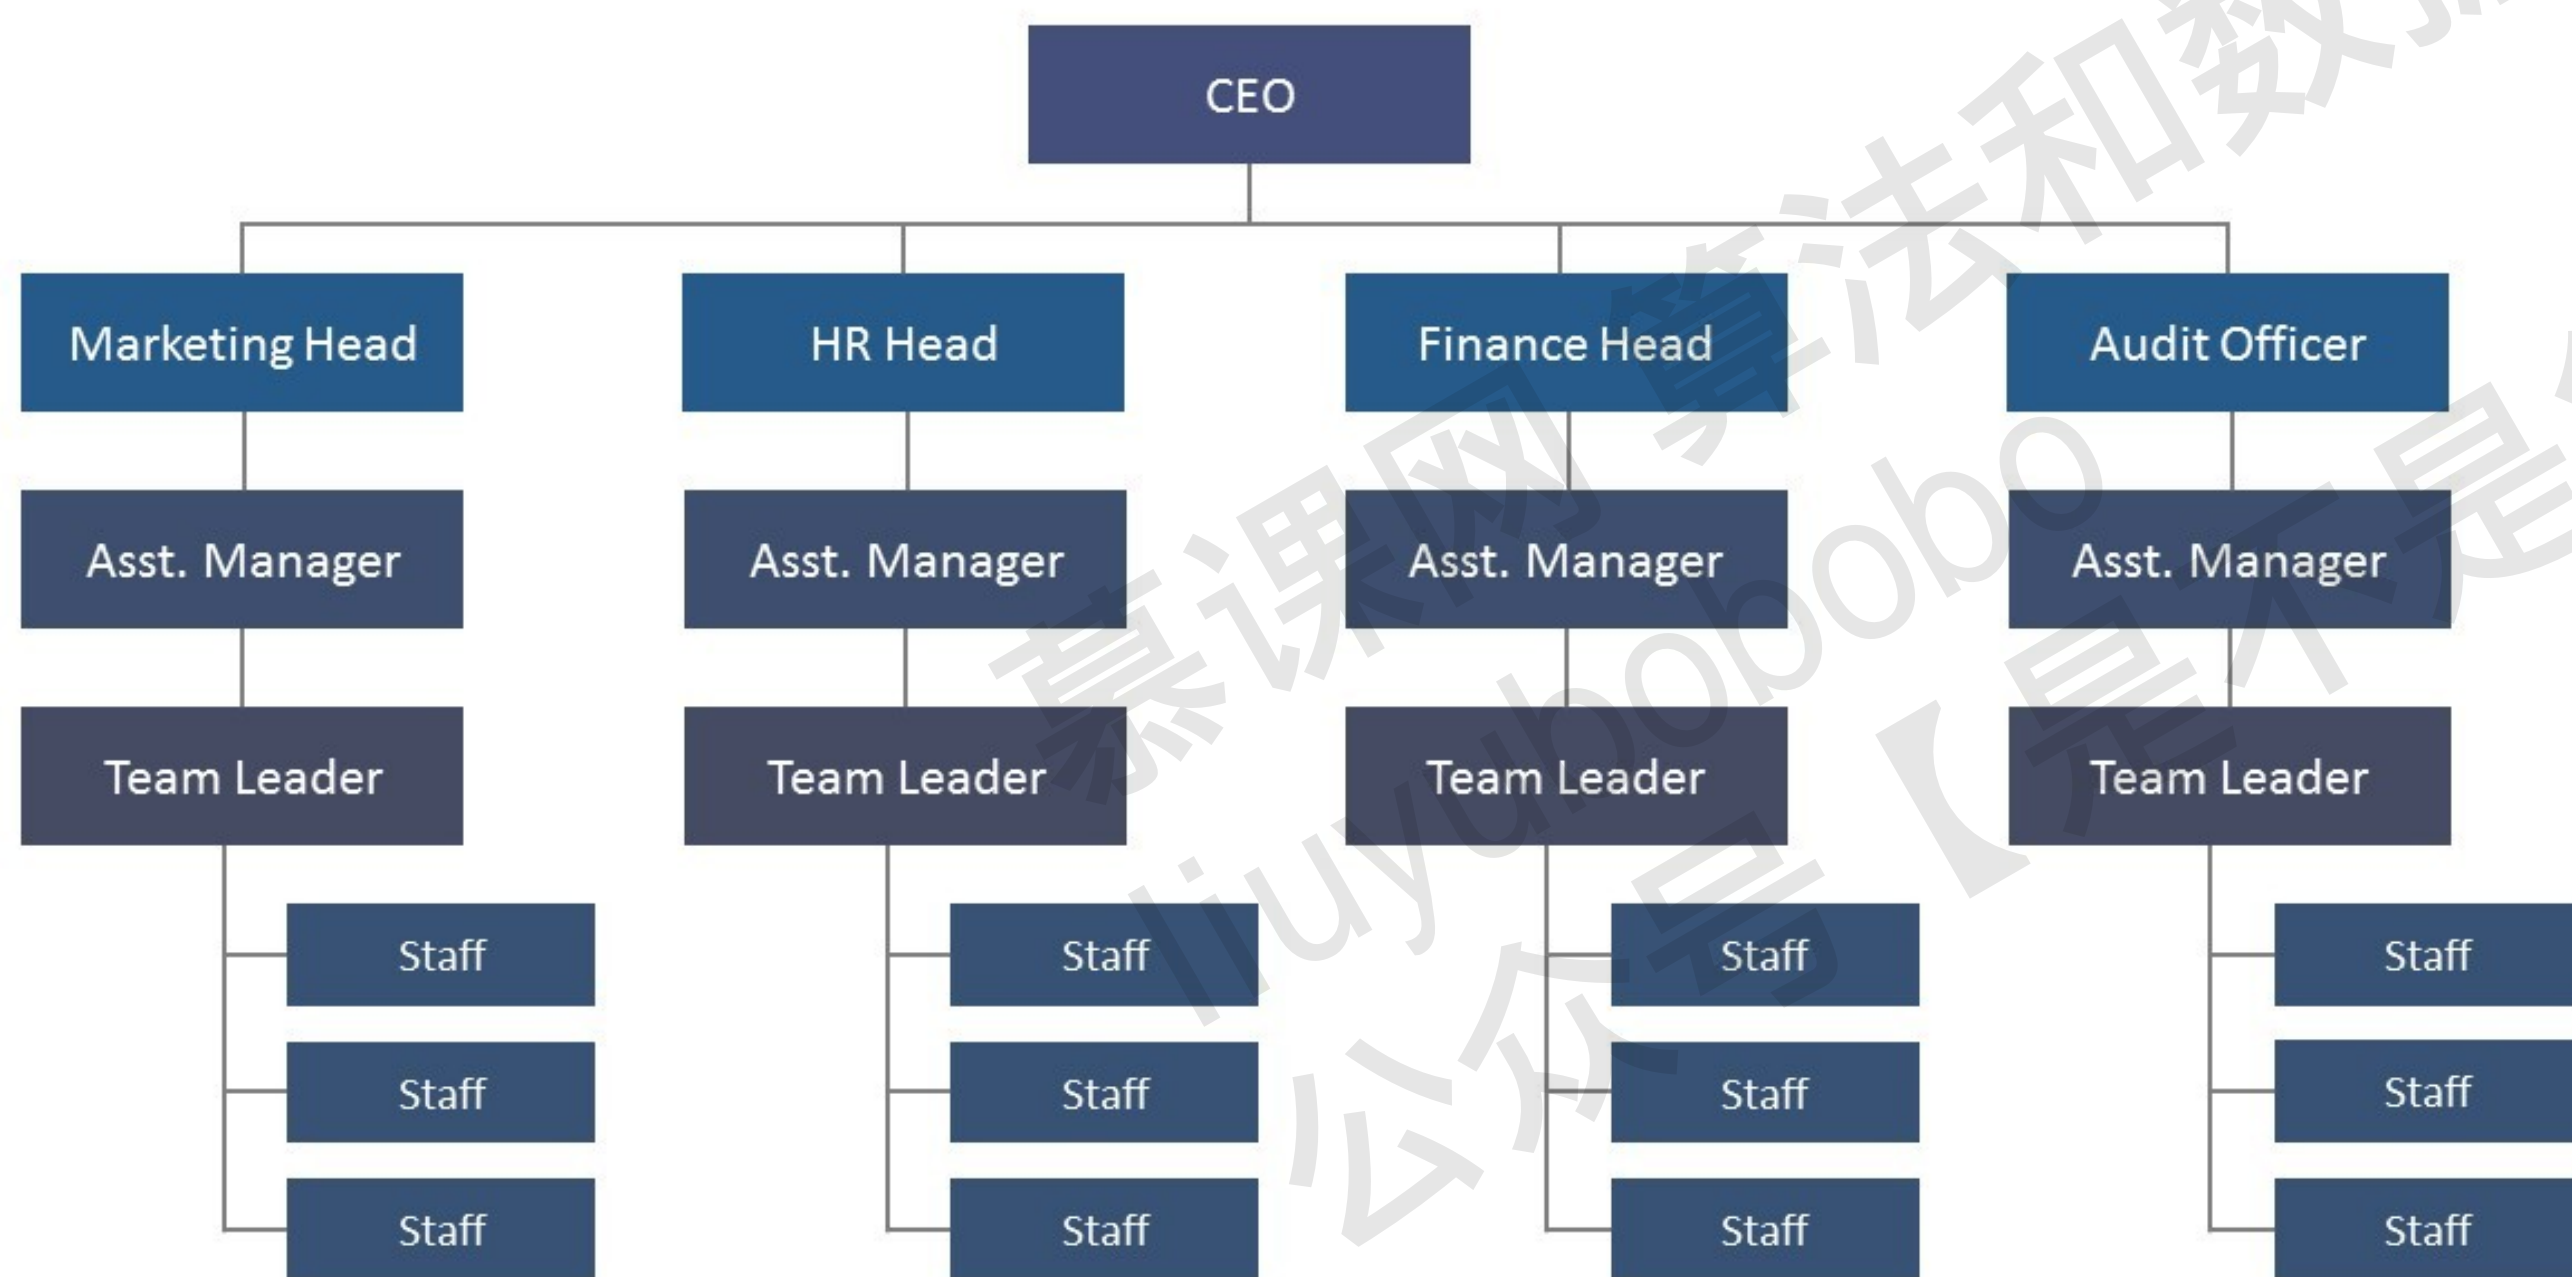 CEO
Marketing Head
HR Head
Finance Head
Audit Officer
Asst. Manager
Asst. Manager
Asst. Manager
Asst. Manager
Team Leader
Team Leader
Team Leader
Team Leader
Staff
Staff
Staff
Staff
Staff
Staff
Staff
Staff
Staff
Staff
Staff
Staff
慕课网 算法和数
liuyubobobo
公众号【是不是